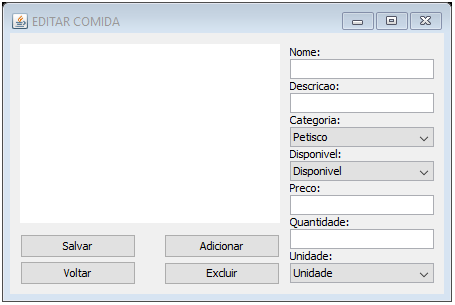 EDITAR COMIDA
Nome:
Descricao:
Categoria:
Petisco
Disponivel:
Disponivel
Preco:
Quantidade:
Unidade:
Unidade
Salvar
Adicionar
Voltar
Excluir